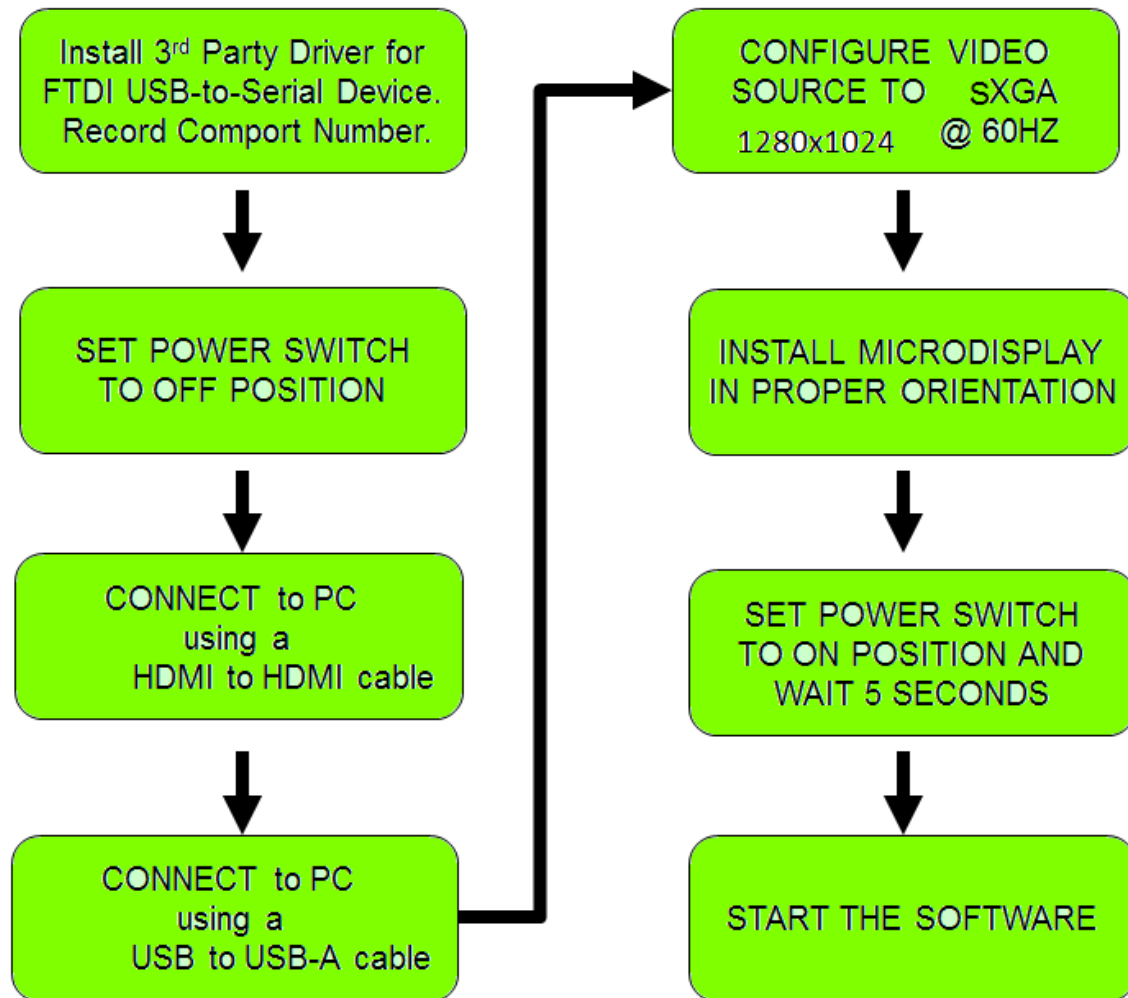 Install 3rd Party Driver for
FTDI USB-to-Serial Device.
Record Comport Number.
SET POWER SWITCH
TO OFF POSITION
CONNECT to PC
using a
HDMI to HDMI cable
CONNECT to PC
using a
USB to USB-A cable
CONFIGURE VIDEO
SOURCE TO sXGA
1280x1024 @ 60HZ
INSTALL MICRODISPLAY
IN PROPER ORIENTATION
SET POWER SWITCH
TO ON POSITION AND
WAIT 5 SECONDS
START THE SOFTWARE